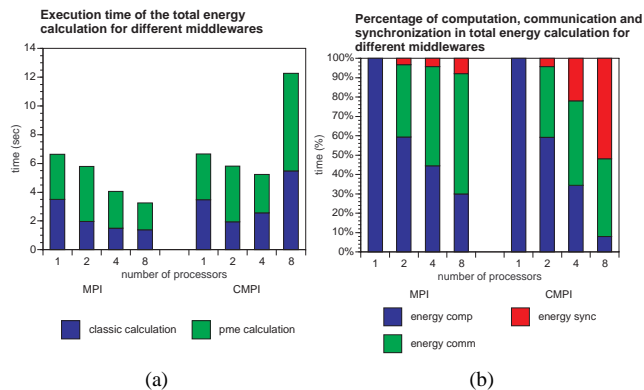 Execution time of the total energy
calculation for different middlewares
14
12
10
8
6
4
2
0
time (sec)
1 2 4 8 1 2 4 8
number of processors
MPI CMPI
classic calculation pme calculation
(a)
Percentage of computation, communication and
synchronization in total energy calculation for
different middlewares
100%
90%
80%
70%
60%
50%
40%
30%
20%
10%
0%
time (%)
1 2 4 8 1 2 4 8
number of processors
MPI CMPI
energy comp energy sync
energy comm
(b)